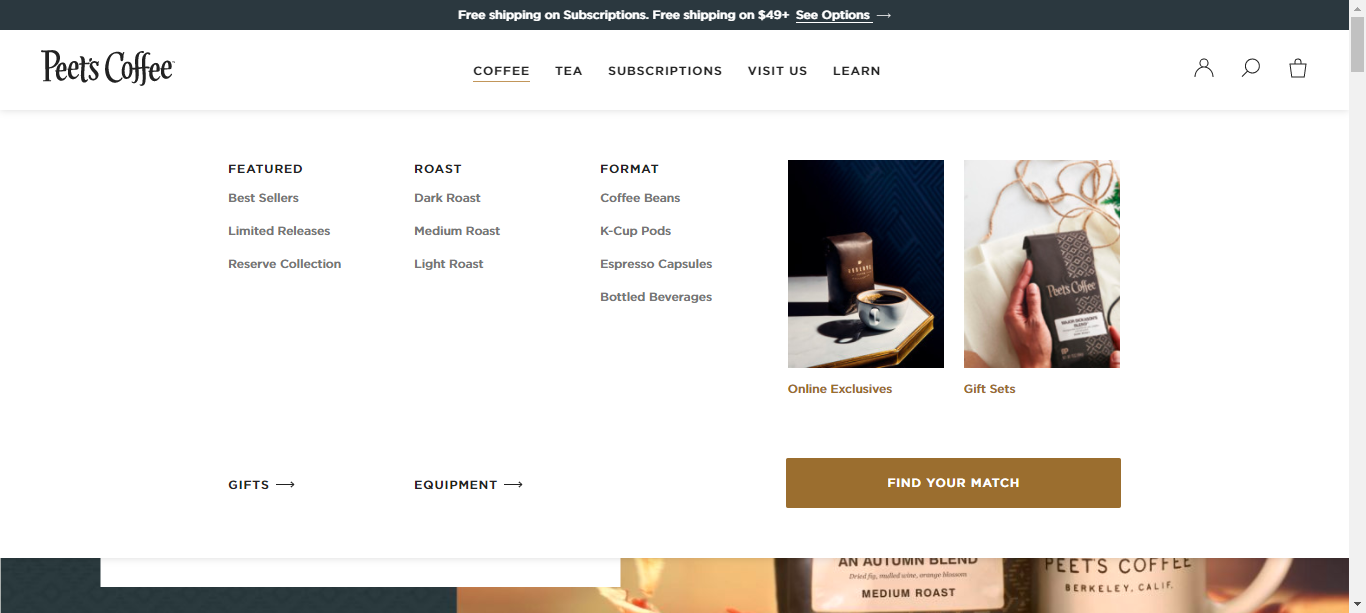 Free shipping on Subscriptions. Free shipping on $49+ See Options
Peet's Coffee
COFFEE TEA SUBSCRIPTIONS VISIT US LEARN
FEATURED
Best Sellers
Limited Releases
Reserve Collection
ROAST
Dark Roast
Medium Roast
Light Roast
FORMAT
Coffee Beans
K-Cup Pods
Espresso Capsules
Bottled Beverages
Peet's Coffee
Online Exclusives
Gift Sets
GIFTS
EQUIPMENT
FIND YOUR MATCH
AN AUTUMN BLEND
Dried fig, mulled wine, orange blossom
MEDIUM ROAST
PEET'S COFFEE
BERKELEY, CALIF.